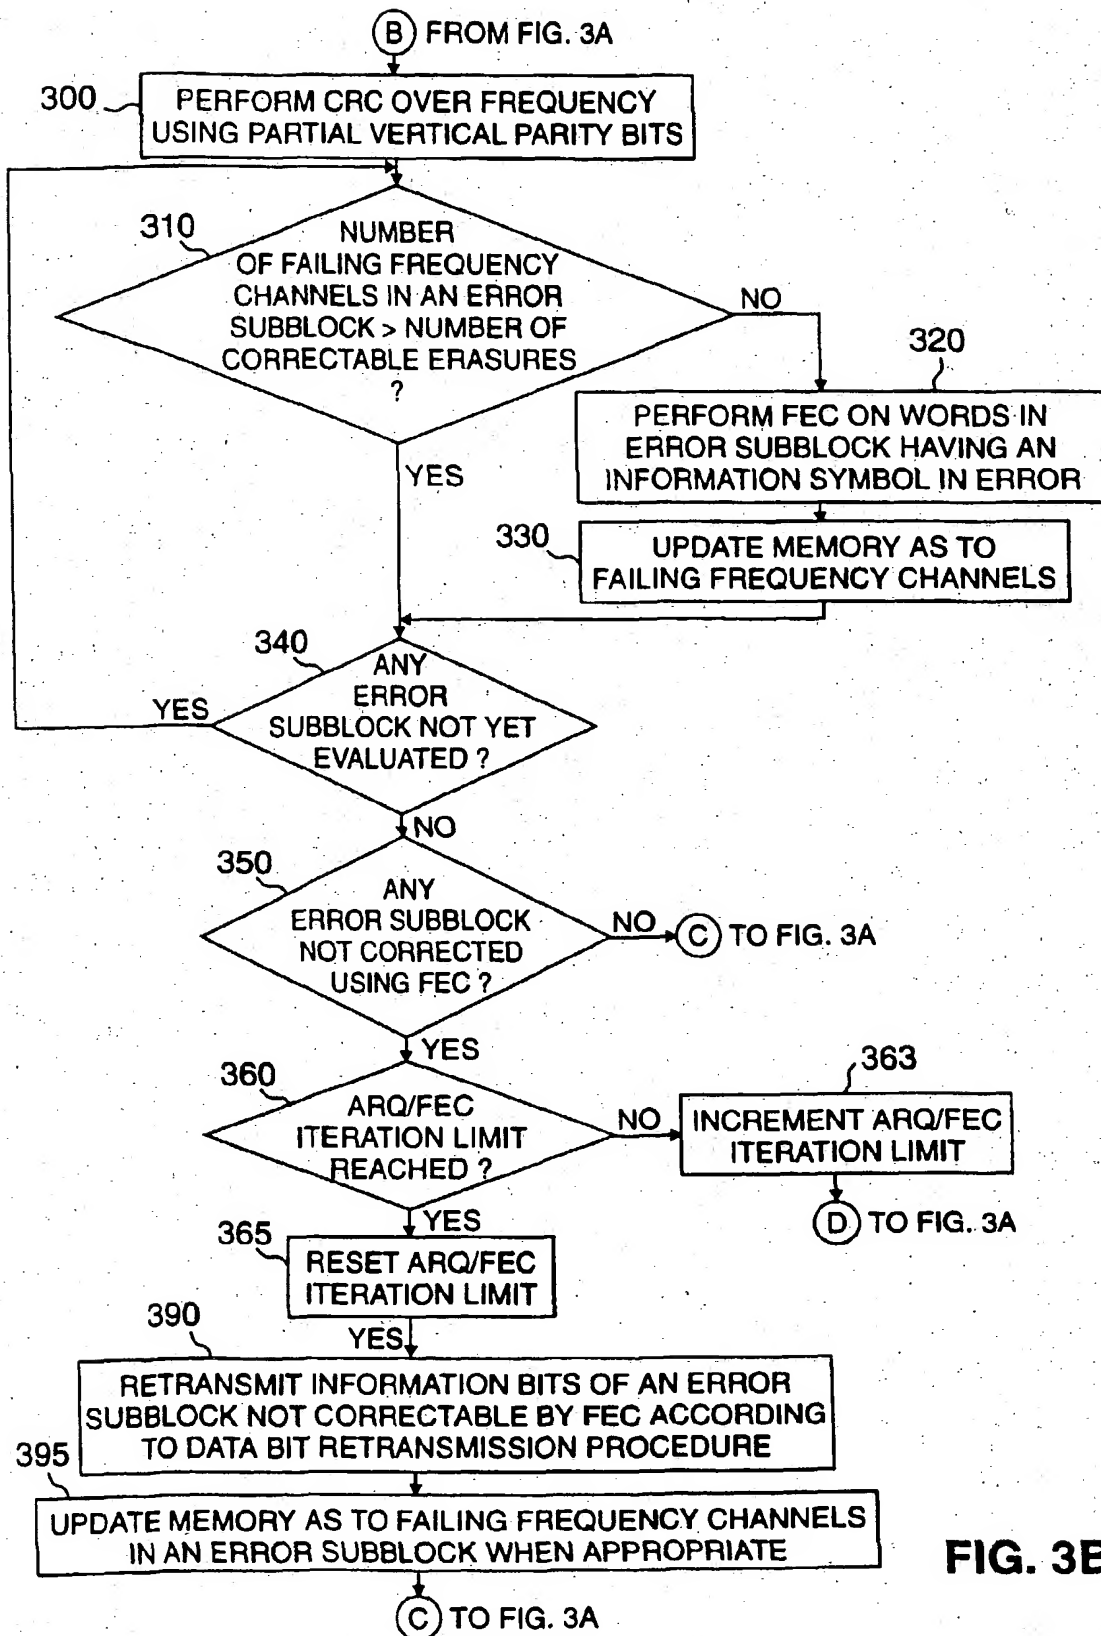 B FROM FIG. 3A
300
PERFORM CRC OVER FREQUENCY
USING PARTIAL VERTICAL PARITY BITS
310
NUMBER
OF FAILING FREQUENCY
CHANNELS IN AN ERROR
SUBBLOCK > NUMBER OF
CORRECTABLE ERASURES
?
NO
YES
320
PERFORM FEC ON WORDS IN
ERROR SUBBLOCK HAVING AN
INFORMATION SYMBOL IN ERROR
330
UPDATE MEMORY AS TO
FAILING FREQUENCY CHANNELS
340
ANY
ERROR
SUBBLOCK NOT YET
EVALUATED ?
YES
NO
350
ANY
ERROR SUBBLOCK
NOT CORRECTED
USING FEC ?
NO
C TO FIG. 3A
YES
360
ARQ/FEC
ITERATION LIMIT
REACHED ?
NO
363
INCREMENT ARQ/FEC
ITERATION LIMIT
D TO FIG. 3A
YES
365
RESET ARQ/FEC
ITERATION LIMIT
YES
390
RETRANSMIT INFORMATION BITS OF AN ERROR
SUBBLOCK NOT CORRECTABLE BY FEC ACCORDING
TO DATA BIT RETRANSMISSION PROCEDURE
395
UPDATE MEMORY AS TO FAILING FREQUENCY CHANNELS
IN AN ERROR SUBBLOCK WHEN APPROPRIATE
C TO FIG. 3A
FIG. 3B